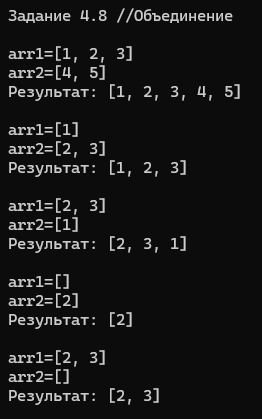 Задание 4.8 //Объединение
arr1=[1, 2, 3]
arr2=[4, 5]
Результат: [1, 2, 3, 4, 5]
arr1=[1]
arr2=[2, 3]
Результат: [1, 2, 3]
arr1=[2, 3]
arr2=[1]
Результат: [2, 3, 1]
arr1=[]
arr2=[2]
Результат: [2]
arr1=[2, 3]
arr2=[]
Результат: [2, 3]